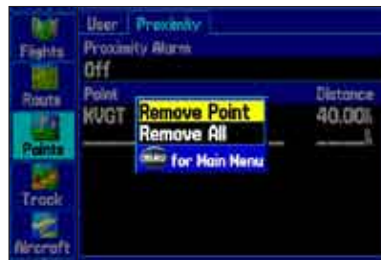 User Proximity
Flights
Proximity Alarm
Off
Route
Point Distance
KVGT 40.00
Remove Point
Remove All
Points
MENU for Main Menu
Track
Aircraft